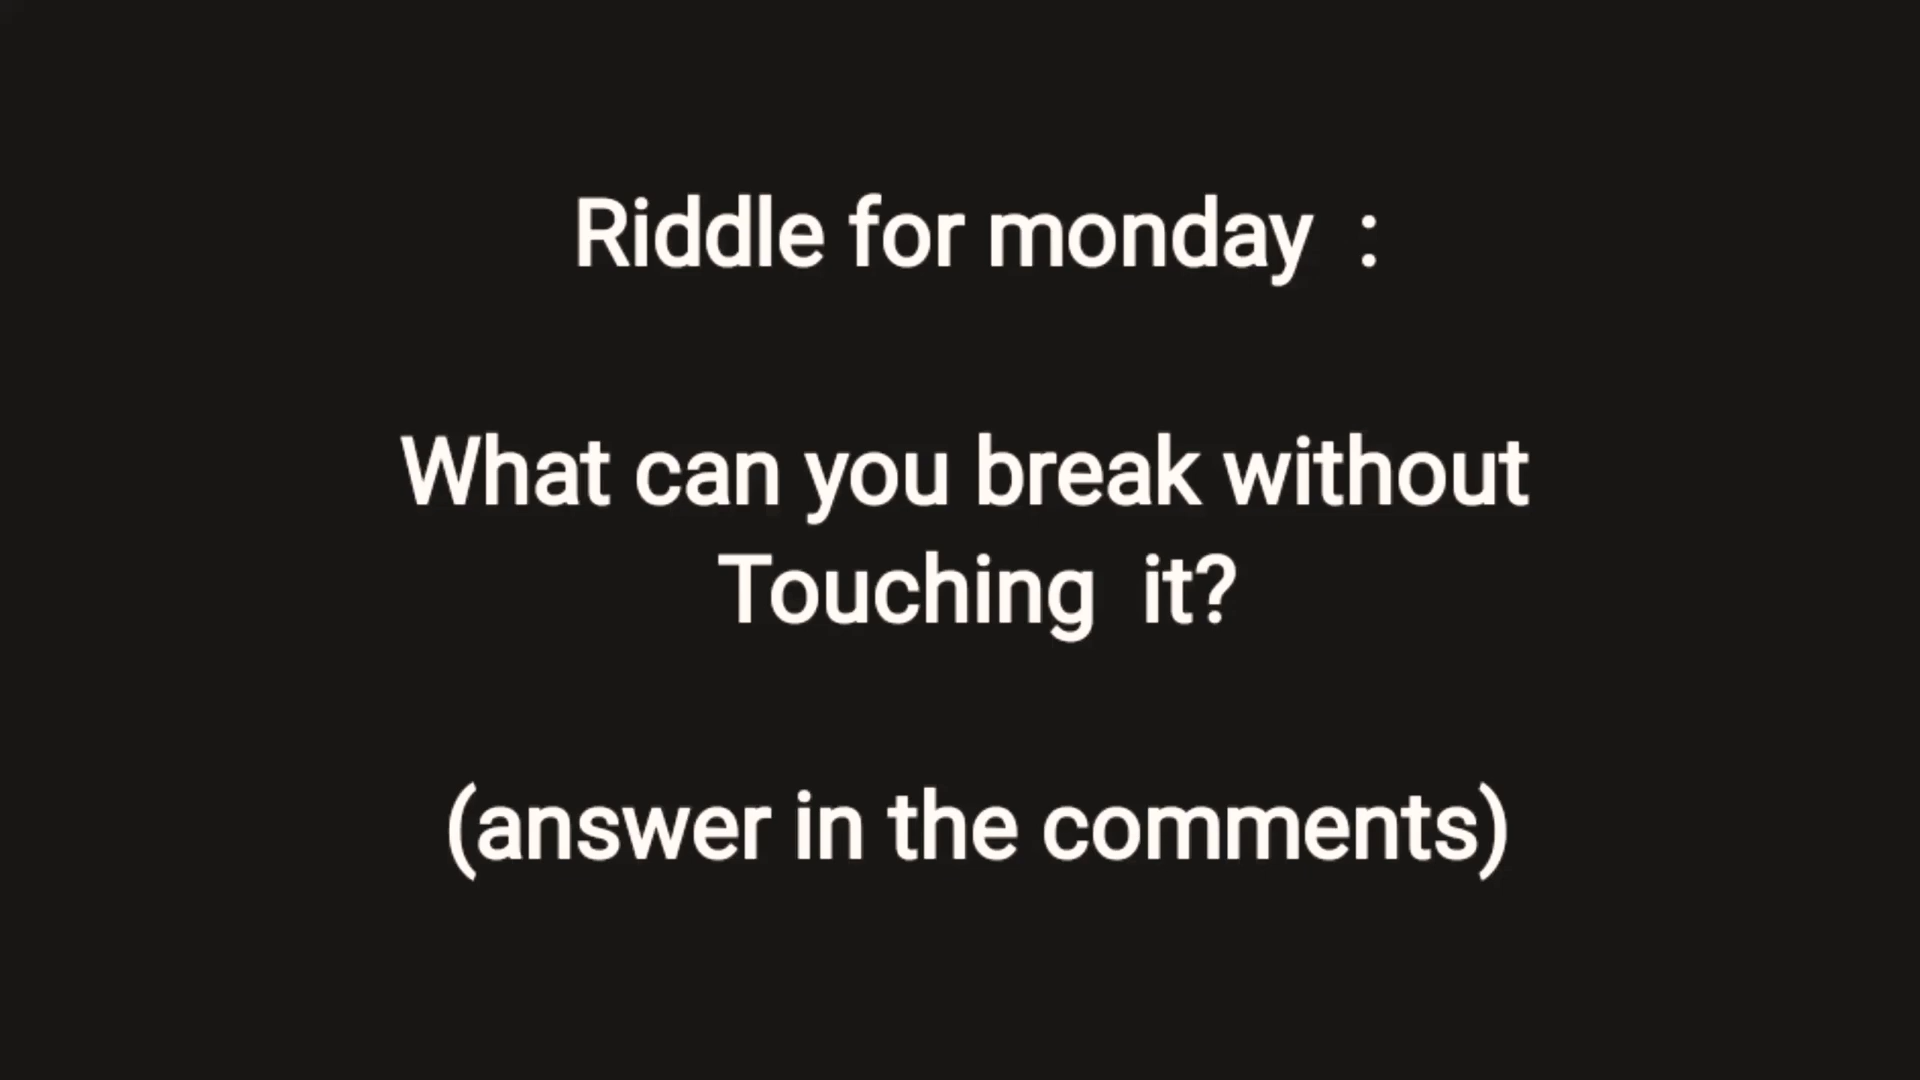 Riddle for monday  :
What can you break without
Touching  it?
(answer in the comments)